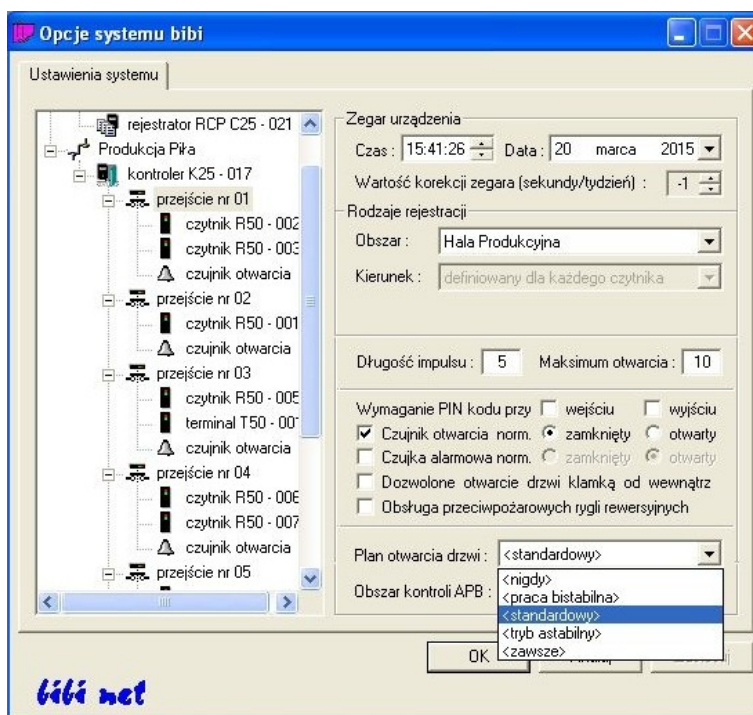 Opcje systemu bibi
Ustawienia systemu
rejestrator RCP C25 - 021
Produkcja Piła
kontroler K25 - 017
przejście nr 01
czytnik R50 - 002
czytnik R50 - 003
czujnik otwarcia
przejście nr 02
czytnik R50 - 001
czujnik otwarcia
przejście nr 03
czytnik R50 - 005
terminal T50 - 00
czujnik otwarcia
przejście nr 04
czytnik R50 - 006
czytnik R50 - 007
czujnik otwarcia
przejście nr 05
Zegar urządzenia
Czas : 15:41:26 Data : 20 marca 2015
Wartość korekcji zegara (sekundy/tydzień) : -1
Rodzaje rejestracji
Obszar : Hala Produkcyjna
Kierunek : definiowany dla każdego czytnika
Długość impulsu : 5 Maksimum otwarcia : 10
Wymaganie PIN kodu przy wejściu wyjściu
Czujnik otwarcia norm. zamknięty otwarty
Czujka alarmowa norm. zamknięty otwarty
Dozwolone otwarcie drzwi klamką od wewnątrz
Obsługa przeciwpożarowych rygli rewersyjnych
Plan otwarcia drzwi : <standardowy>
Obszar kontroli APB :
<nigdy>
<praca bistabilna>
<standardowy>
<tryb astabilny>
<zawsze>
OK
bibi net